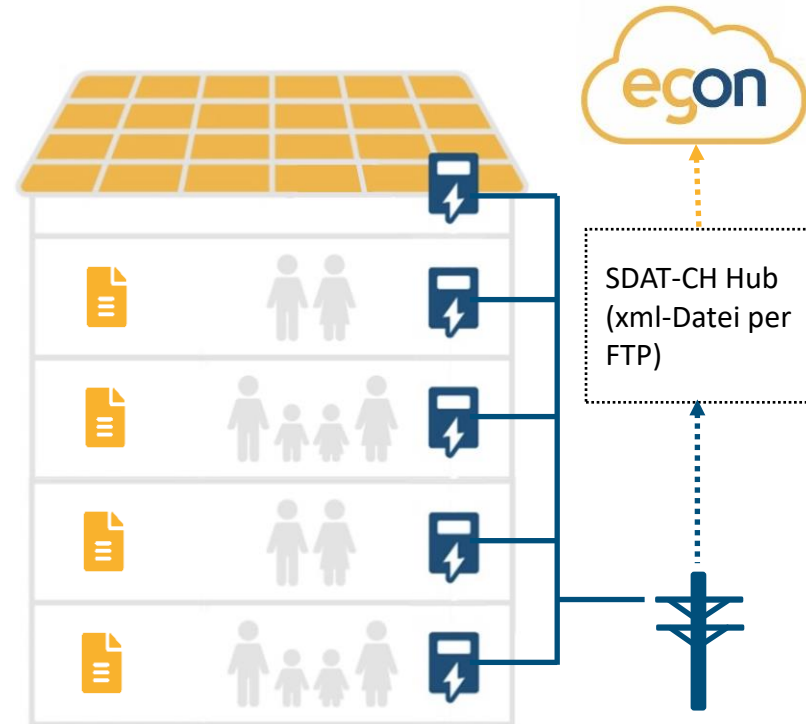 egon
SDAT-CH Hub
(xml-Datei per
FTP)